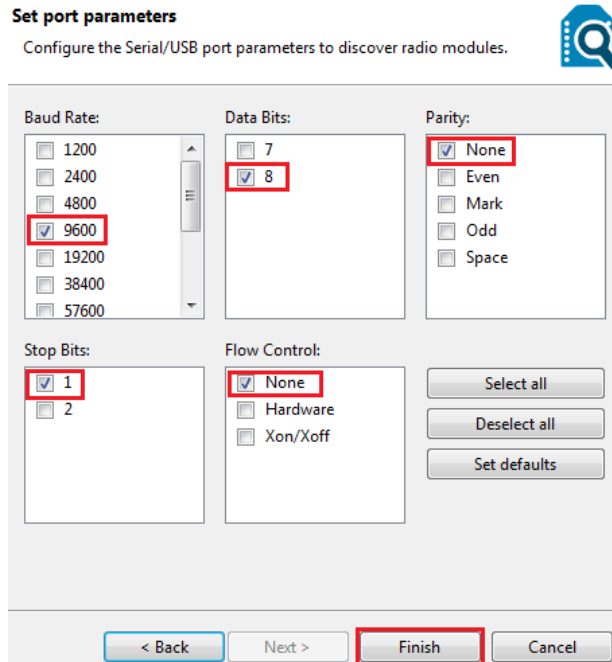 Set port parameters
Configure the Serial/USB port parameters to discover radio modules.
Baud Rate:
1200
2400
4800
9600
19200
38400
57600
Data Bits:
7
8
Parity:
None
Even
Mark
Odd
Space
Stop Bits:
1
2
Flow Control:
None
Hardware
Xon/Xoff
Select all
Deselect all
Set defaults
< Back
Next >
Finish
Cancel